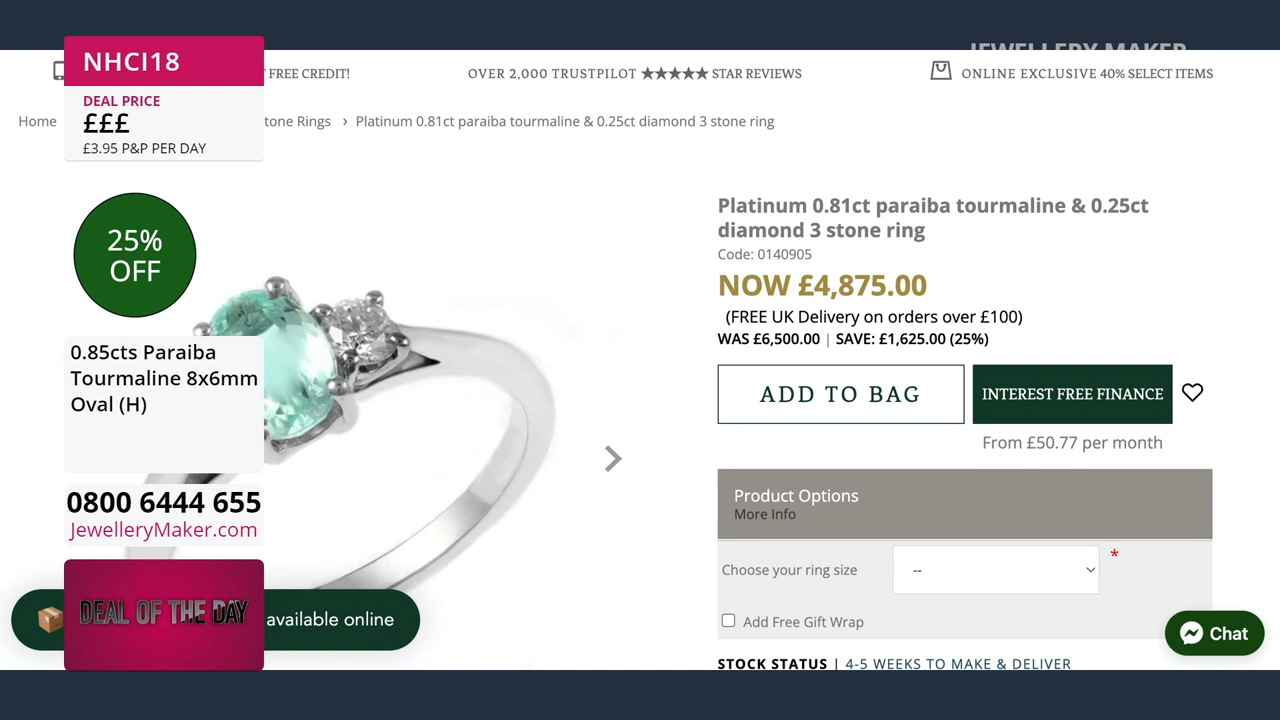 JEWELLERY MAKER
NHCI18
DEAL PRICE
£££
£3.95 P&P PER DAY
FREE CREDIT!
OVER 2,000 TRUSTPILOT ★★★★★ STAR REVIEWS
ONLINE EXCLUSIVE 40% SELECT ITEMS
Home
tone Rings › Platinum 0.81ct paraiba tourmaline & 0.25ct diamond 3 stone ring
25%
OFF
0.85cts Paraiba
Tourmaline 8x6mm
Oval (H)
0800 6444 655
JewelleryMaker.com
DEAL OF THE DAY
available online
Platinum 0.81ct paraiba tourmaline & 0.25ct
diamond 3 stone ring
Code: 0140905
NOW £4,875.00
(FREE UK Delivery on orders over £100)
WAS £6,500.00 | SAVE: £1,625.00 (25%)
ADD TO BAG
INTEREST FREE FINANCE
From £50.77 per month
Product Options
More Info
Choose your ring size
--
*
Add Free Gift Wrap
Chat
STOCK STATUS | 4-5 WEEKS TO MAKE & DELIVER